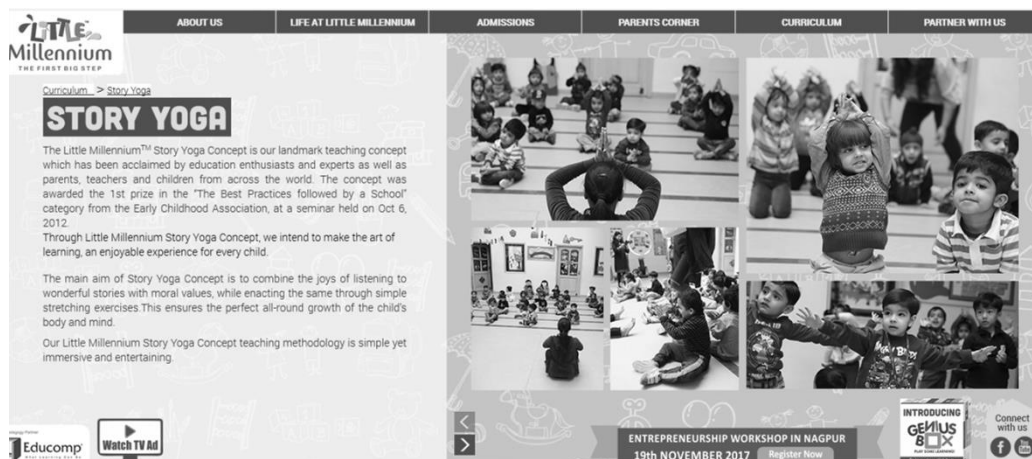 LITTLE
Millennium
THE FIRST BIG STEP
ABOUT US
LIFE AT LITTLE MILLENNIUM
ADMISSIONS
PARENTS CORNER
CURRICULUM
PARTNER WITH US
Curriculum > Story Yoga
STORY YOGA
The Little Millennium™ Story Yoga Concept is our landmark teaching concept
which has been acclaimed by education enthusiasts and experts as well as
parents, teachers and children from across the world. The concept was
awarded the 1st prize in the "The Best Practices followed by a School"
category from the Early Childhood Association, at a seminar held on Oct 6,
2012.
Through Little Millennium Story Yoga Concept, we intend to make the art of
learning, an enjoyable experience for every child.
The main aim of Story Yoga Concept is to combine the joys of listening to
wonderful stories with moral values, while enacting the same through simple
stretching exercises.This ensures the perfect all-round growth of the child's
body and mind.
Our Little Millennium Story Yoga Concept teaching methodology is simple yet
immersive and entertaining.
Educomp
Watch TV Ad
ENTREPRENEURSHIP WORKSHOP IN NAGPUR
19th NOVEMBER 2017 Register Now
INTRODUCING
GENIUS
BOX
Connect
with us